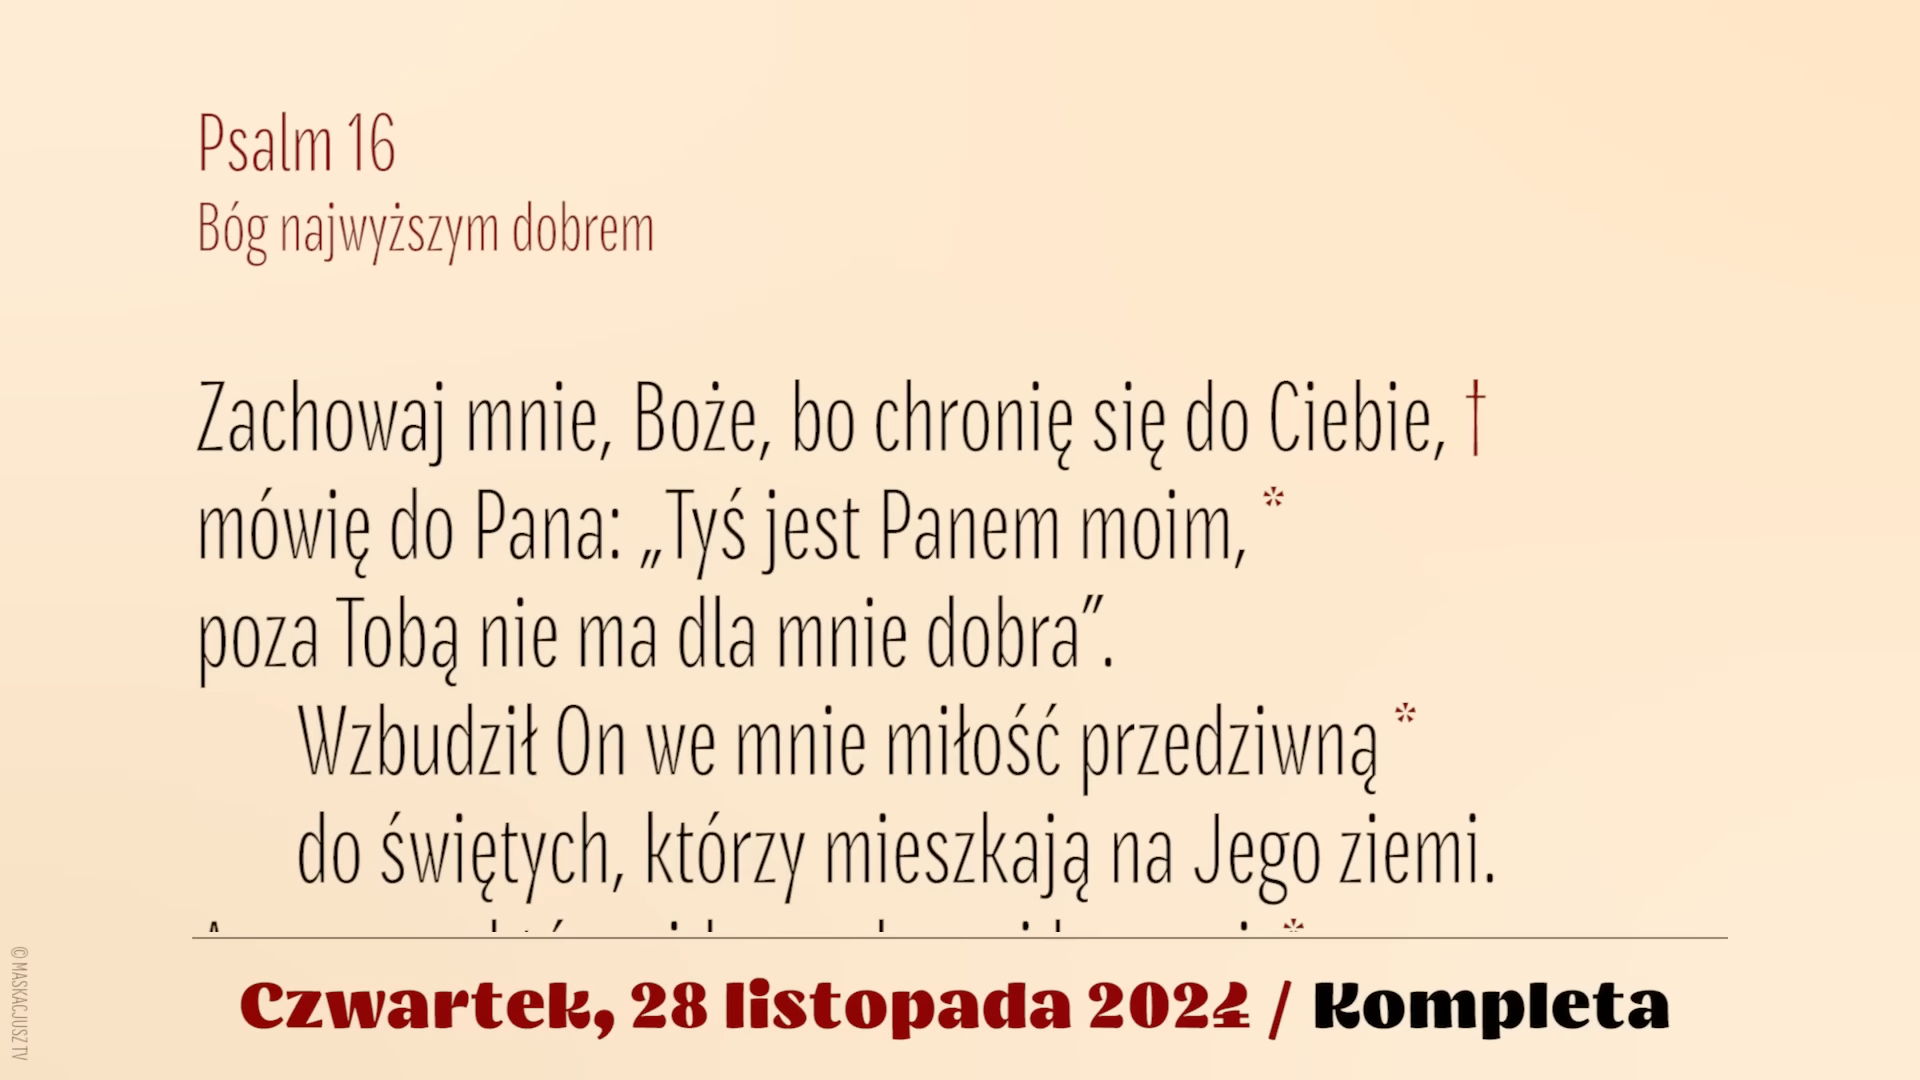 Psalm 16
Bóg najwyższym dobrem
Zachowaj mnie, Boże, bo chronię się do Ciebie, †
mówię do Pana: „Tyś jest Panem moim, *
poza Tobą nie ma dla mnie dobra”.
Wzbudził On we mnie miłość przedziwną *
do świętych, którzy mieszkają na Jego ziemi.
Czwartek, 28 listopada 2024 / Kompleta
© MASKACJUSZ TV